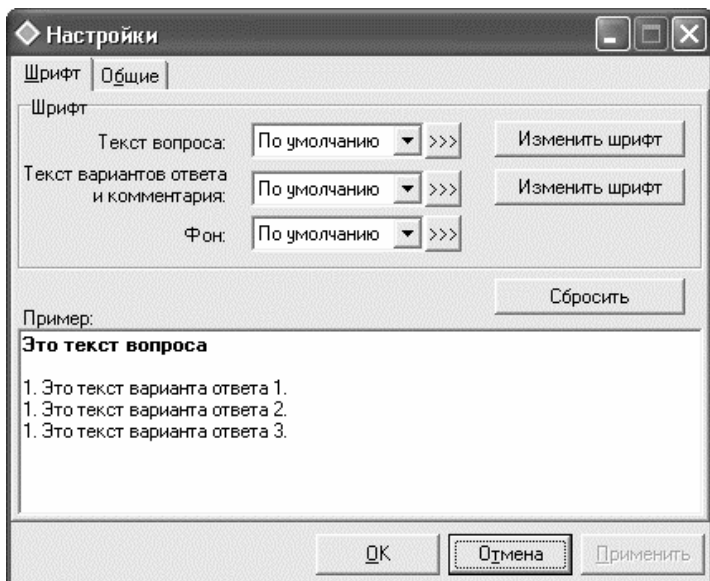 Настройки
Шрифт Общие
Шрифт
Текст вопроса: По умолчанию >>> Изменить шрифт
Текст вариантов ответа
и комментария: По умолчанию >>> Изменить шрифт
Фон: По умолчанию >>>
Сбросить
Пример:
Это текст вопроса
1. Это текст варианта ответа 1.
1. Это текст варианта ответа 2.
1. Это текст варианта ответа 3.
OK Отмена Применить